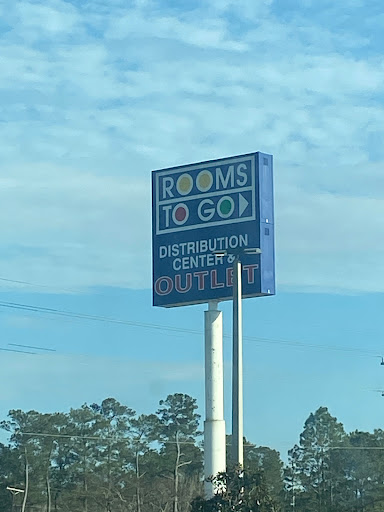 ROOMS
TO GO
DISTRIBUTION
CENTER &
OUTLET